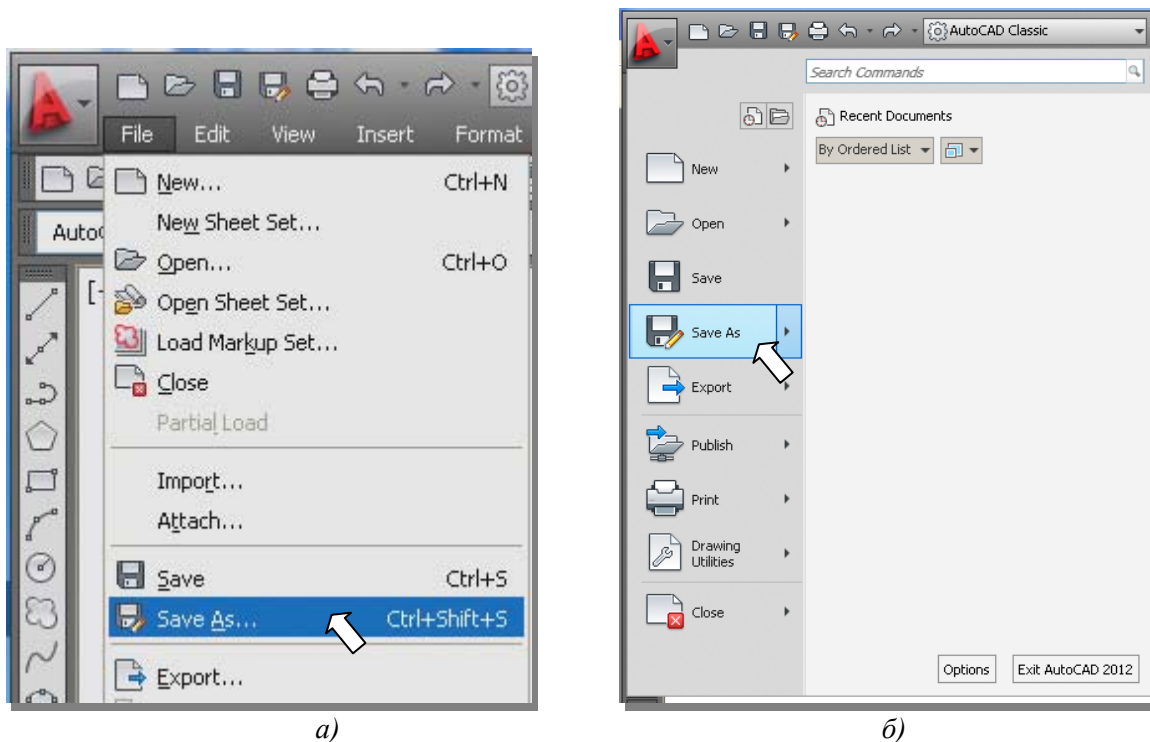 File Edit View Insert Format
New... Ctrl+N
New Sheet Set...
Open... Ctrl+O
Open Sheet Set...
Load Markup Set...
Close
Partial Load
Import...
Attach...
Save Ctrl+S
Save As... Ctrl+Shift+S
Export...
[-
а)
AutoCAD Classic
Search Commands
Recent Documents
By Ordered List
New
Open
Save
Save As
Export
Publish
Print
Drawing
Utilities
Close
Options Exit AutoCAD 2012
б)